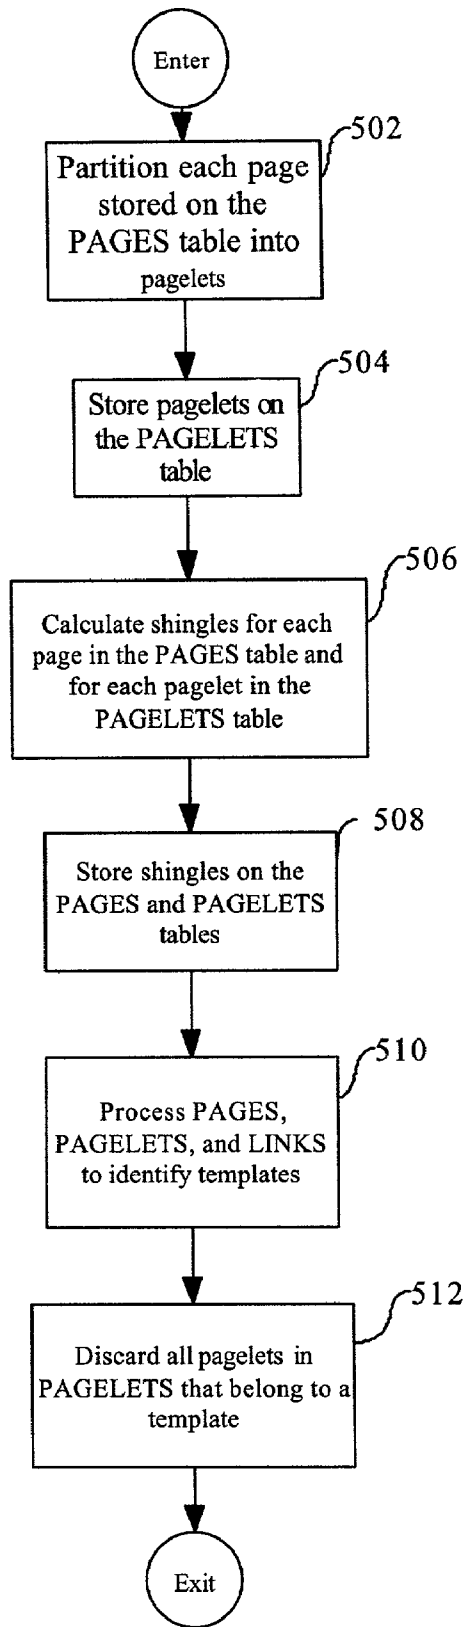 Enter
502
Partition each page
stored on the
PAGES table into
pagelets
504
Store pagelets on
the PAGELETS
table
506
Calculate shingles for each
page in the PAGES table and
for each pagelet in the
PAGELETS table
508
Store shingles on the
PAGES and PAGELETS
tables
510
Process PAGES,
PAGELETS, and LINKS
to identify templates
512
Discard all pagelets in
PAGELETS that belong to a
template
Exit